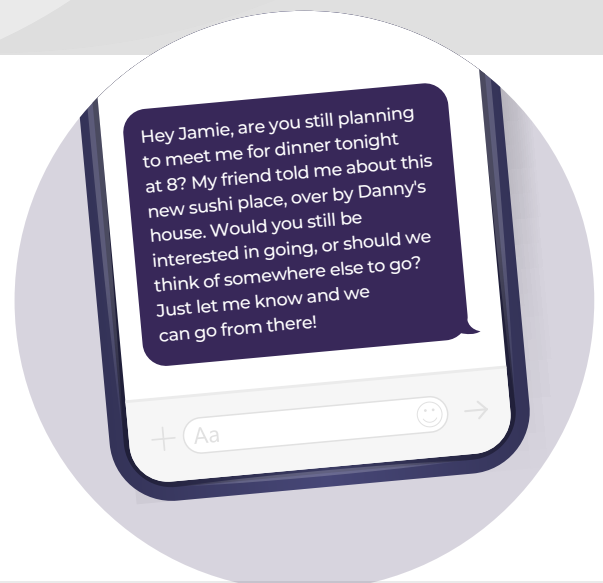 Hey Jamie, are you still planning
to meet me for dinner tonight
at 8? My friend told me about this
new sushi place, over by Danny's
house. Would you still be
interested in going, or should we
think of somewhere else to go?
Just let me know and we
can go from there!
Aa